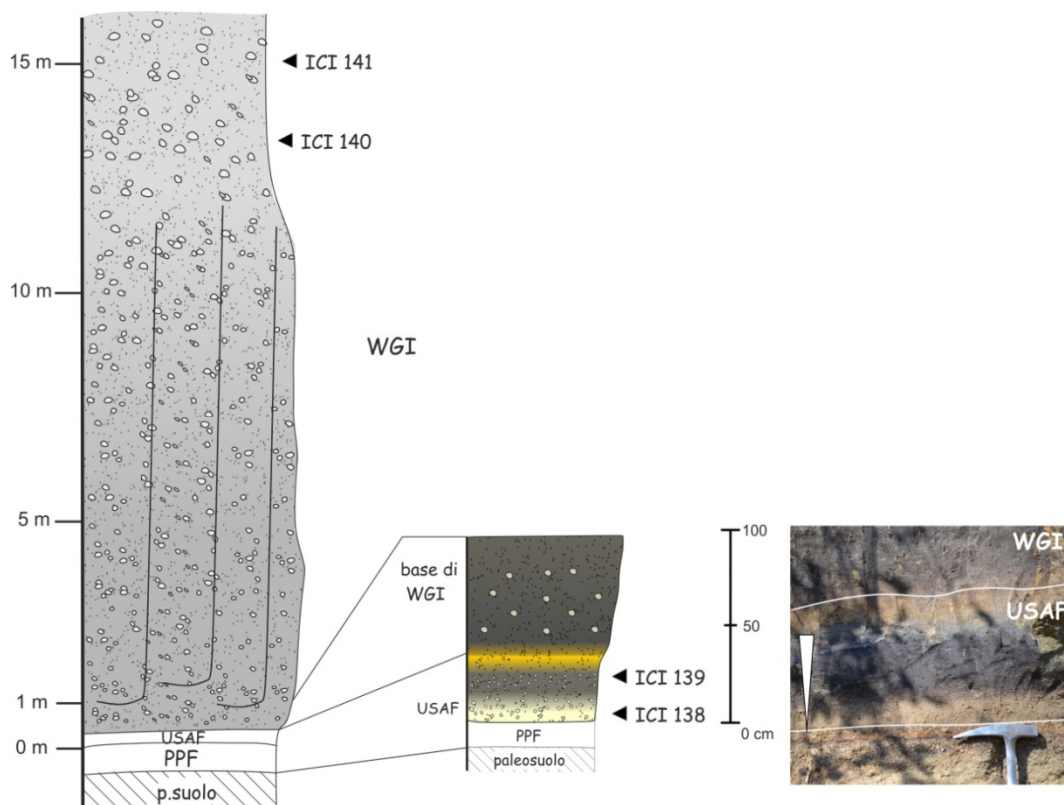 15 m
◄ ICI 141
◄ ICI 140
10 m
WGI
5 m
1 m
0 m
USAF
PPF
p.suolo
base di
WGI
USAF
PPF
paleosuolo
◄ ICI 139
◄ ICI 138
100
50
0 cm
WGI
USAF